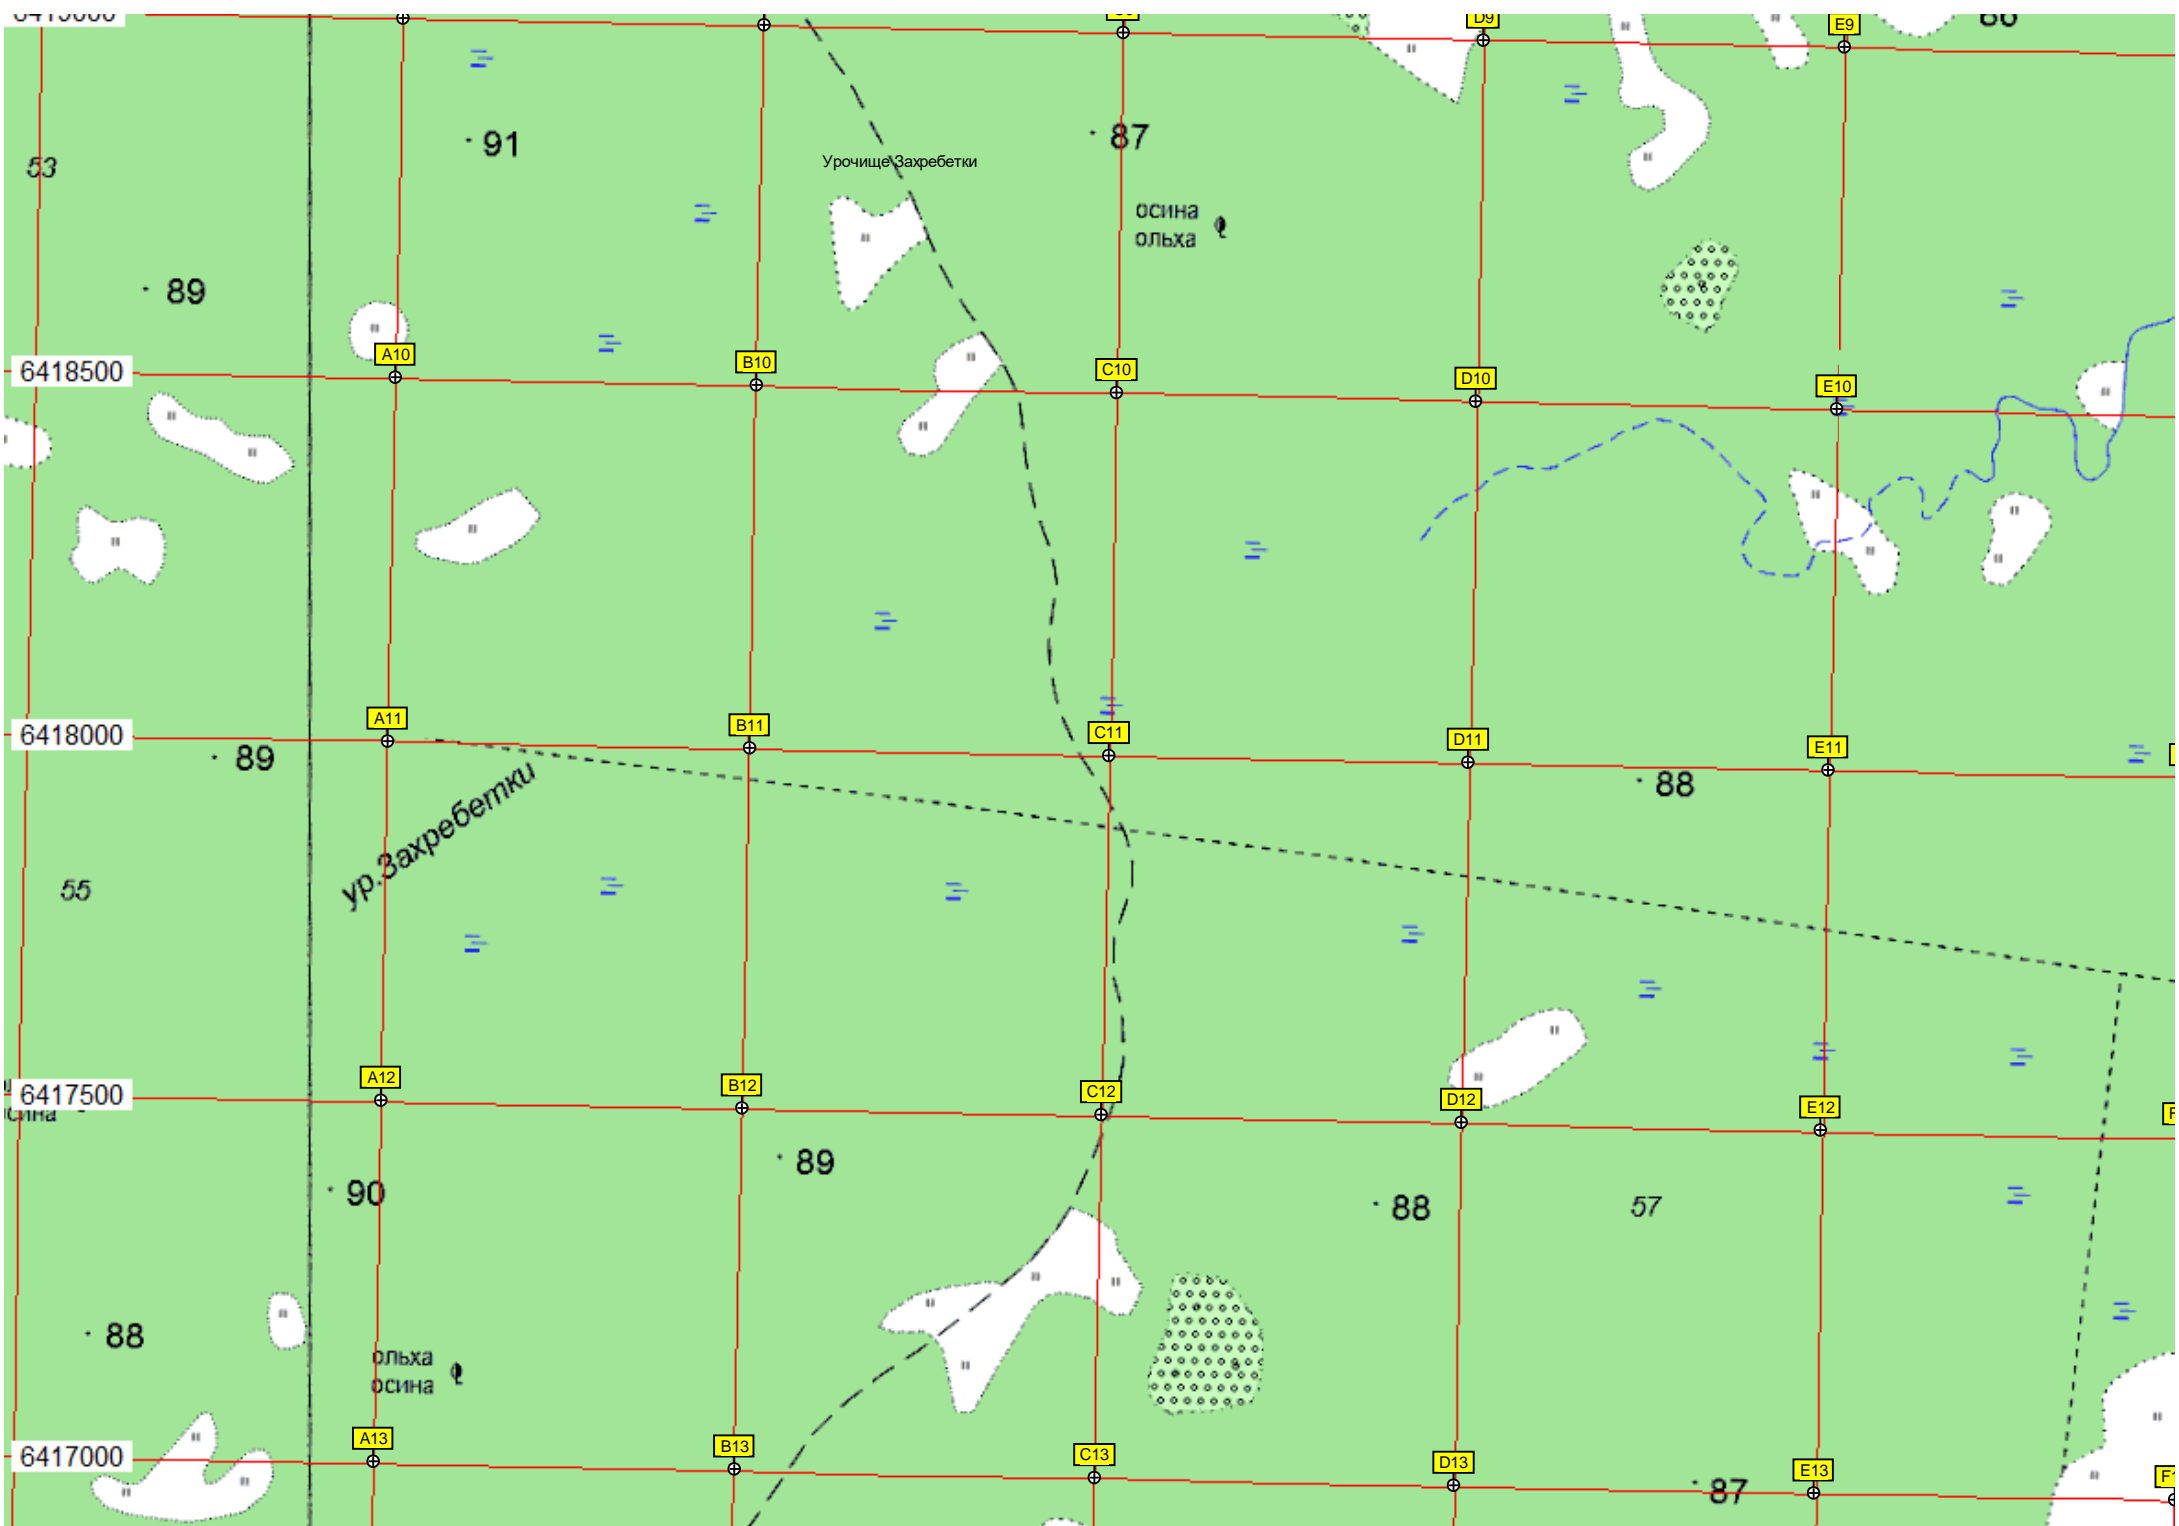 D9
E9
91
87
53
Урочище Захребетки
осина
ольха
89
A10
B10
C10
D10
E10
6418500
A11
B11
C11
D11
E11
6418000
89
88
ур.Захребетки
55
A12
B12
C12
D12
E12
6417500
осина
89
90
88
57
88
ольха
осина
A13
B13
C13
D13
E13
6417000
87